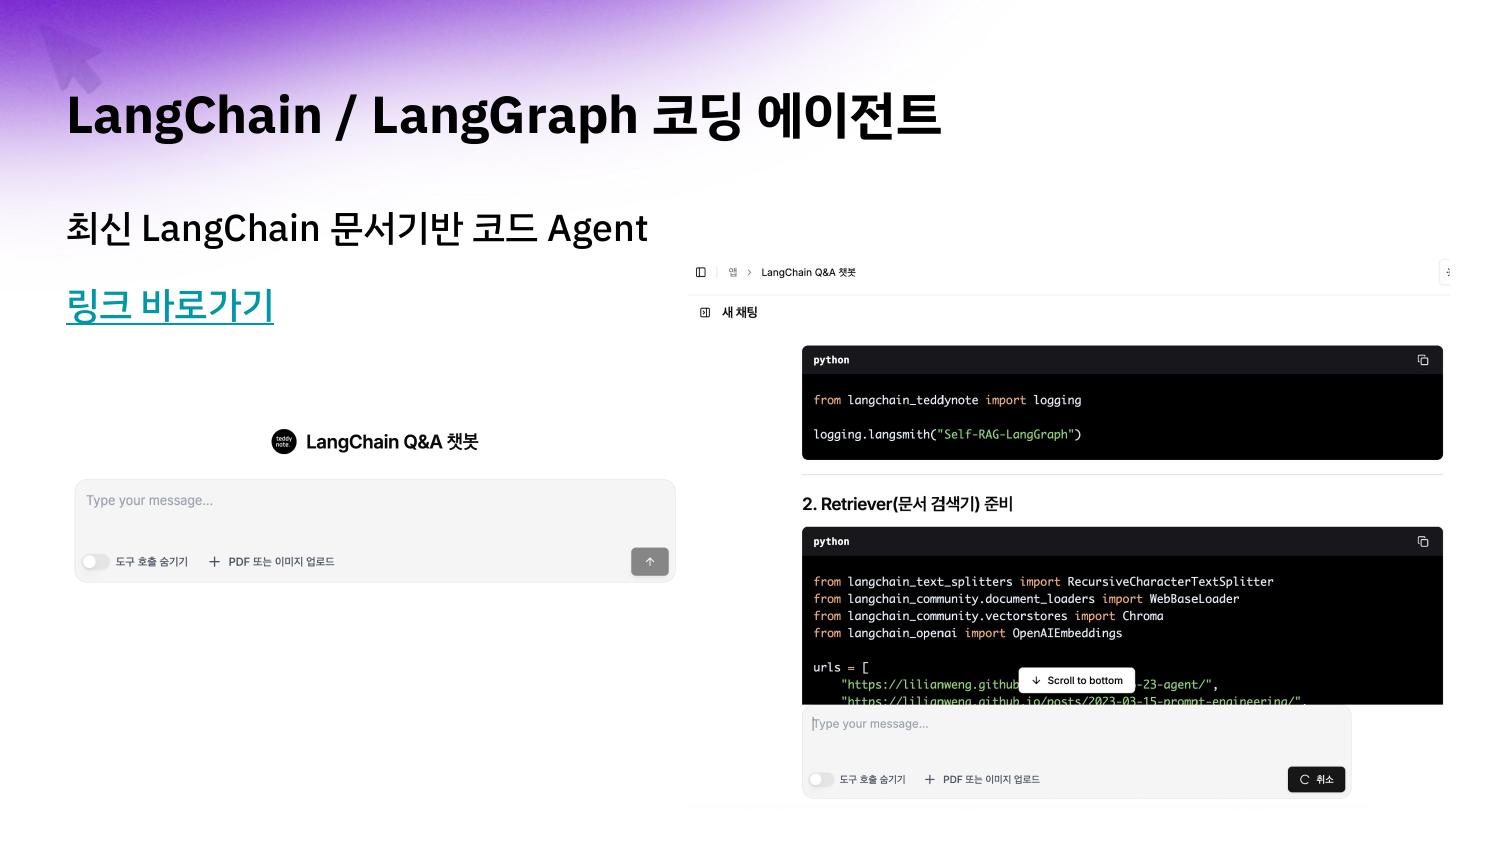 LangChain / LangGraph 코딩 에이전트
최신 LangChain 문서기반 코드 Agent
링크 바로가기
teddy
note.
LangChain Q&A 챗봇
Type your message...
도구 호출 숨기기
PDF 또는 이미지 업로드
앱 > LangChain Q&A 챗봇
새 채팅
python
from langchain_teddynote import logging
logging.langsmith("Self-RAG-LangGraph")
2. Retriever(문서 검색기) 준비
python
from langchain_text_splitters import RecursiveCharacterTextSplitter
from langchain_community.document_loaders import WebBaseLoader
from langchain_community.vectorstores import Chroma
from langchain_openai import OpenAIEmbeddings
urls = [
"https://lilianweng.github
-23-agent/",
Scroll to bottom
"https://lilianweng.github.io/posts/2023-03-15-prompt-engineering/",
Type your message...
도구 호출 숨기기
PDF 또는 이미지 업로드
취소